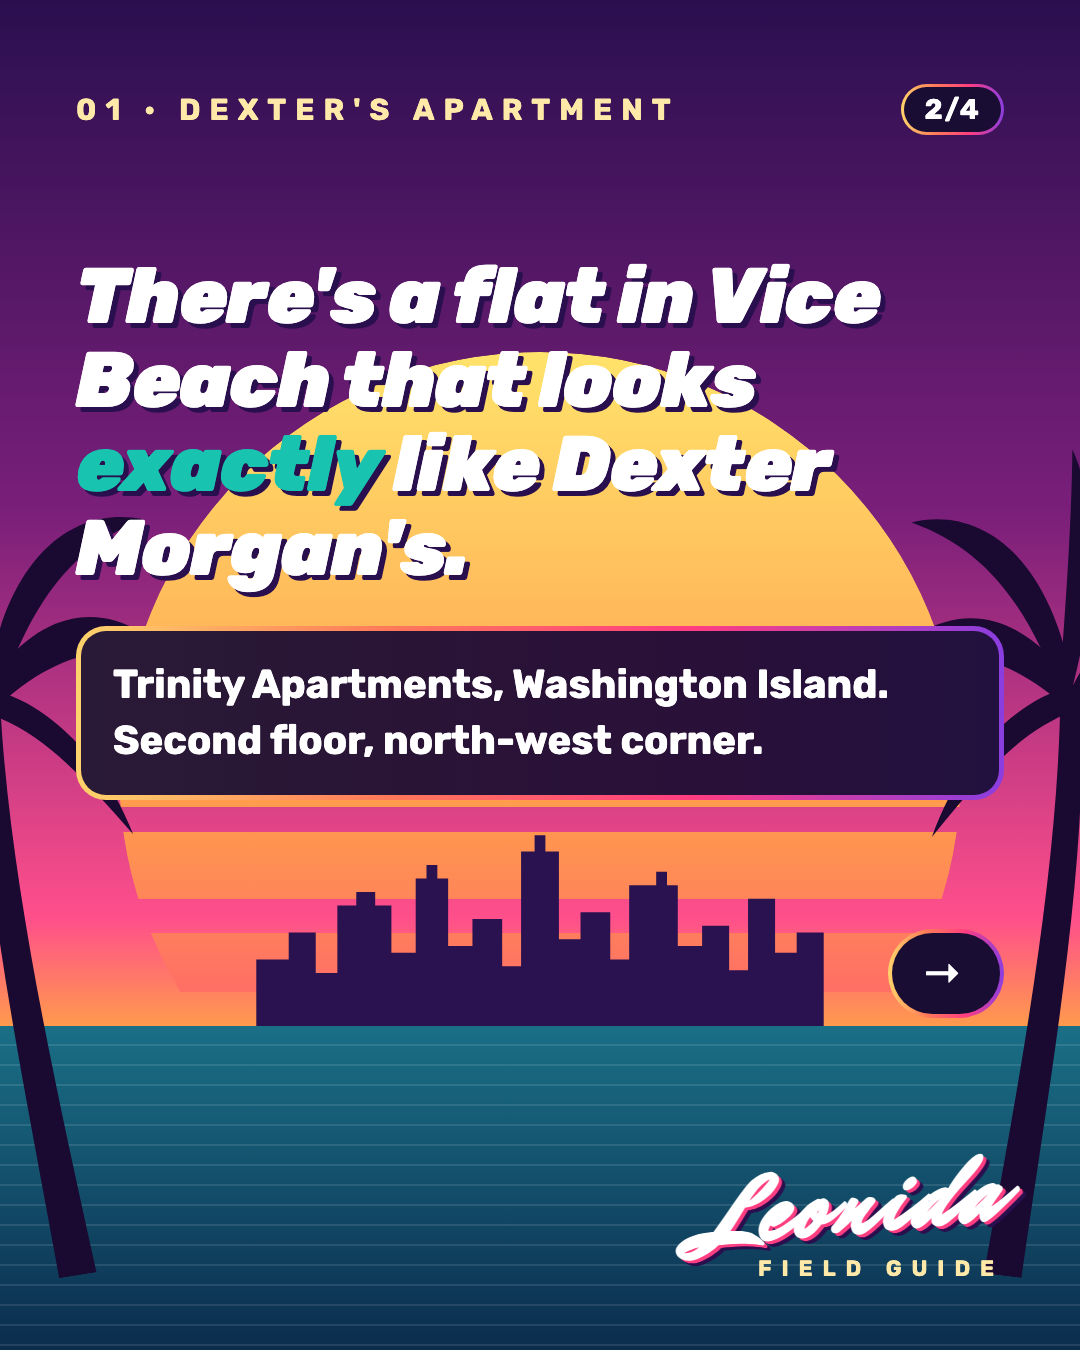 01 · DEXTER'S APARTMENT
2/4
There's a flat in Vice
Beach that looks
exactly like Dexter
Morgan's.
Trinity Apartments, Washington Island.
Second floor, north-west corner.
→
Leonida
FIELD GUIDE